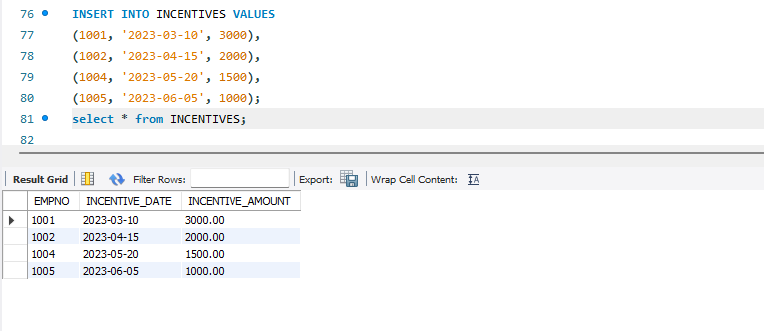 76 INSERT INTO INCENTIVES VALUES
77 (1001, '2023-03-10', 3000),
78 (1002, '2023-04-15', 2000),
79 (1004, '2023-05-20', 1500),
80 (1005, '2023-06-05', 1000);
81 select * from INCENTIVES;
82
Result Grid Filter Rows: Export: Wrap Cell Content: IA
EMPNO INCENTIVE_DATE INCENTIVE_AMOUNT
1001 2023-03-10 3000.00
1002 2023-04-15 2000.00
1004 2023-05-20 1500.00
1005 2023-06-05 1000.00